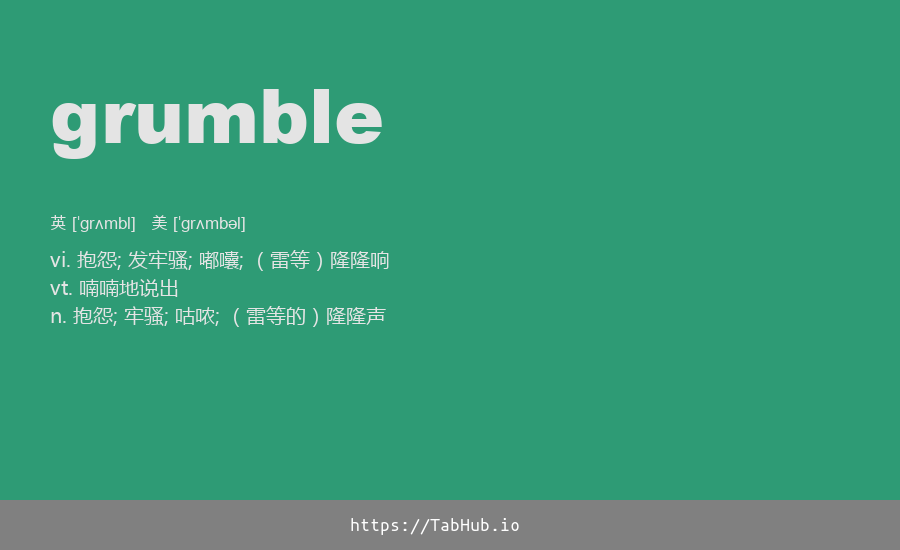 grumble
英 [ˈgrʌmbl] 美 [ˈgrʌmbəl]
vi. 抱怨; 发牢骚; 嘟囔; （雷等）隆隆响
vt. 喃喃地说出
n. 抱怨; 牢骚; 咕哝; （雷等的）隆隆声
https://TabHub.io